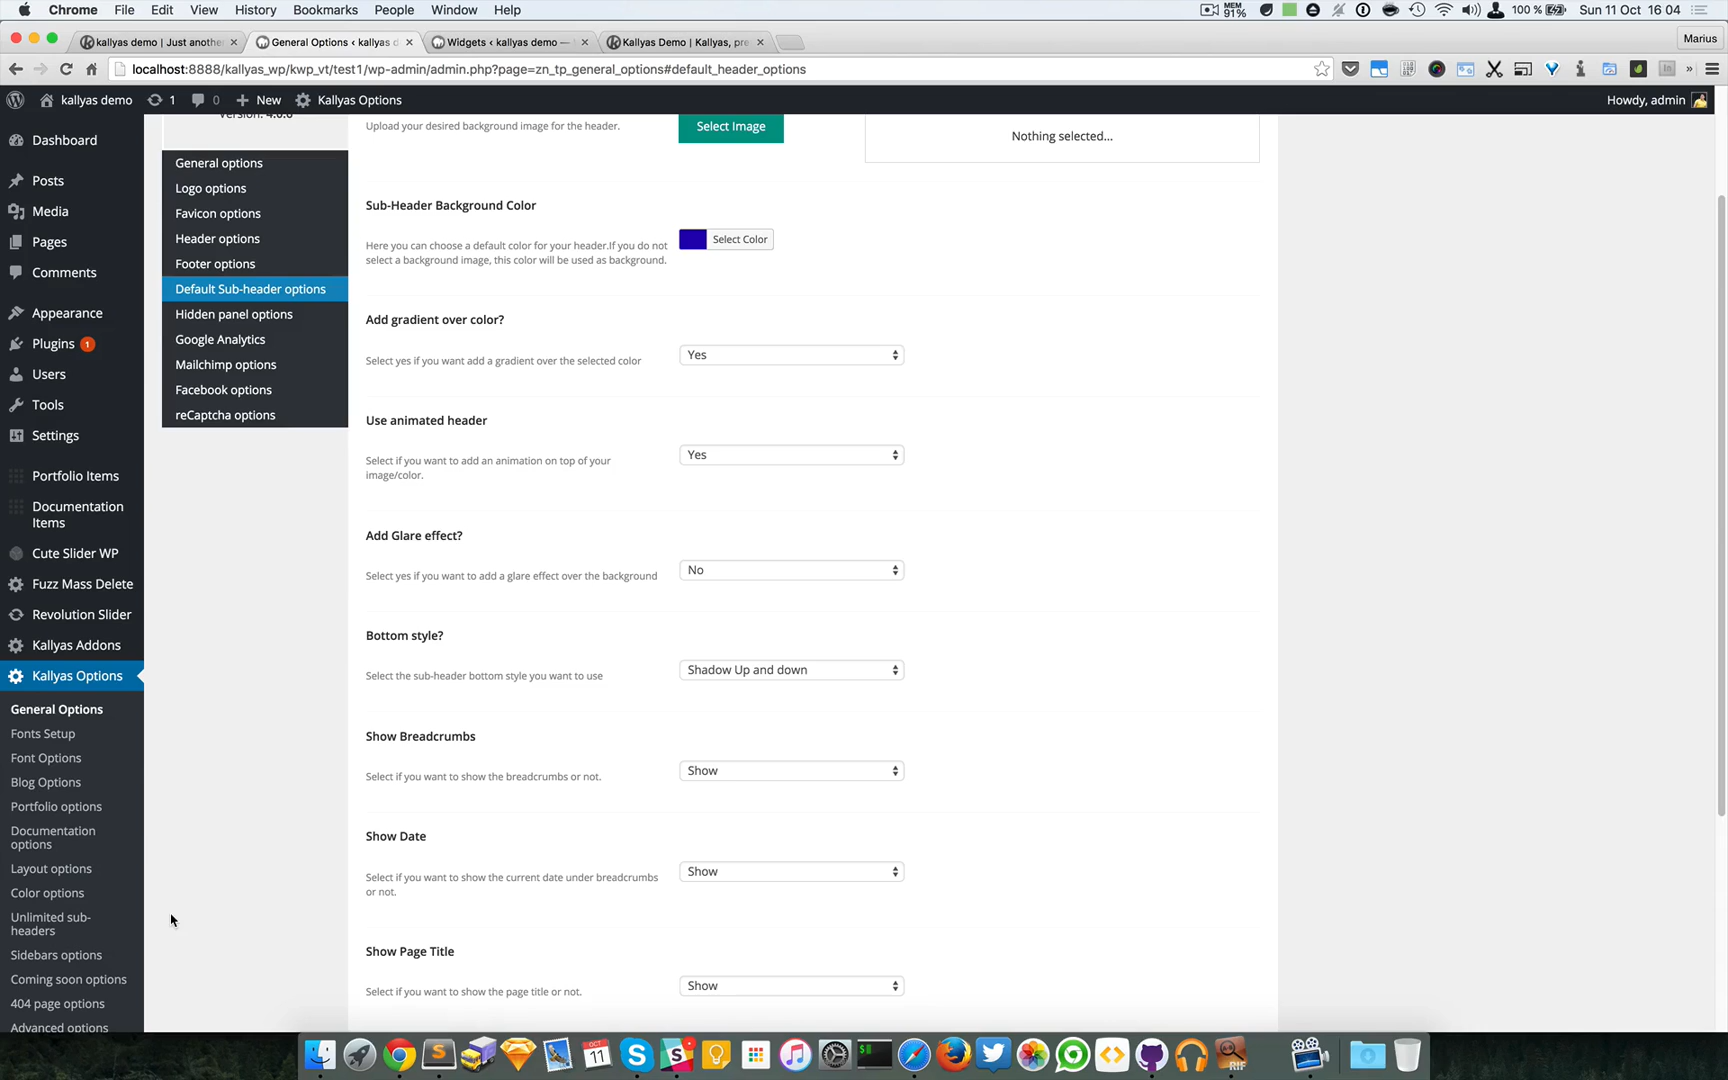 Chrome File Edit View History Bookmarks People Window Help
MEM 91% 100 % Sun 11 Oct 16 04
kallyas demo | Just anothe
General Options ‹ kallyas d
Widgets ‹ kallyas demo —
Kallyas Demo | Kallyas, pre
Marius
localhost:8888/kallyas_wp/kwp_vt/test1/wp-admin/admin.php?page=zn_tp_general_options#default_header_options
kallyas demo 1 0 New Kallyas Options Howdy, admin
Dashboard
Posts
Media
Pages
Comments
Appearance
Plugins 1
Users
Tools
Settings
Portfolio Items
Documentation
Items
Cute Slider WP
Fuzz Mass Delete
Revolution Slider
Kallyas Addons
Kallyas Options
General Options
Fonts Setup
Font Options
Blog Options
Portfolio options
Documentation
options
Layout options
Color options
Unlimited sub-
headers
Sidebars options
Coming soon options
404 page options
Advanced options
Version: 4.0.0
General options
Logo options
Favicon options
Header options
Footer options
Default Sub-header options
Hidden panel options
Google Analytics
Mailchimp options
Facebook options
reCaptcha options
Upload your desired background image for the header.
Select Image
Nothing selected...
Sub-Header Background Color
Here you can choose a default color for your header.If you do not
select a background image, this color will be used as background.
Select Color
Add gradient over color?
Select yes if you want add a gradient over the selected color
Yes
Use animated header
Select if you want to add an animation on top of your
image/color.
Yes
Add Glare effect?
Select yes if you want to add a glare effect over the background
No
Bottom style?
Select the sub-header bottom style you want to use
Shadow Up and down
Show Breadcrumbs
Select if you want to show the breadcrumbs or not.
Show
Show Date
Select if you want to show the current date under breadcrumbs
or not.
Show
Show Page Title
Select if you want to show the page title or not.
Show
OCT
11
RIF